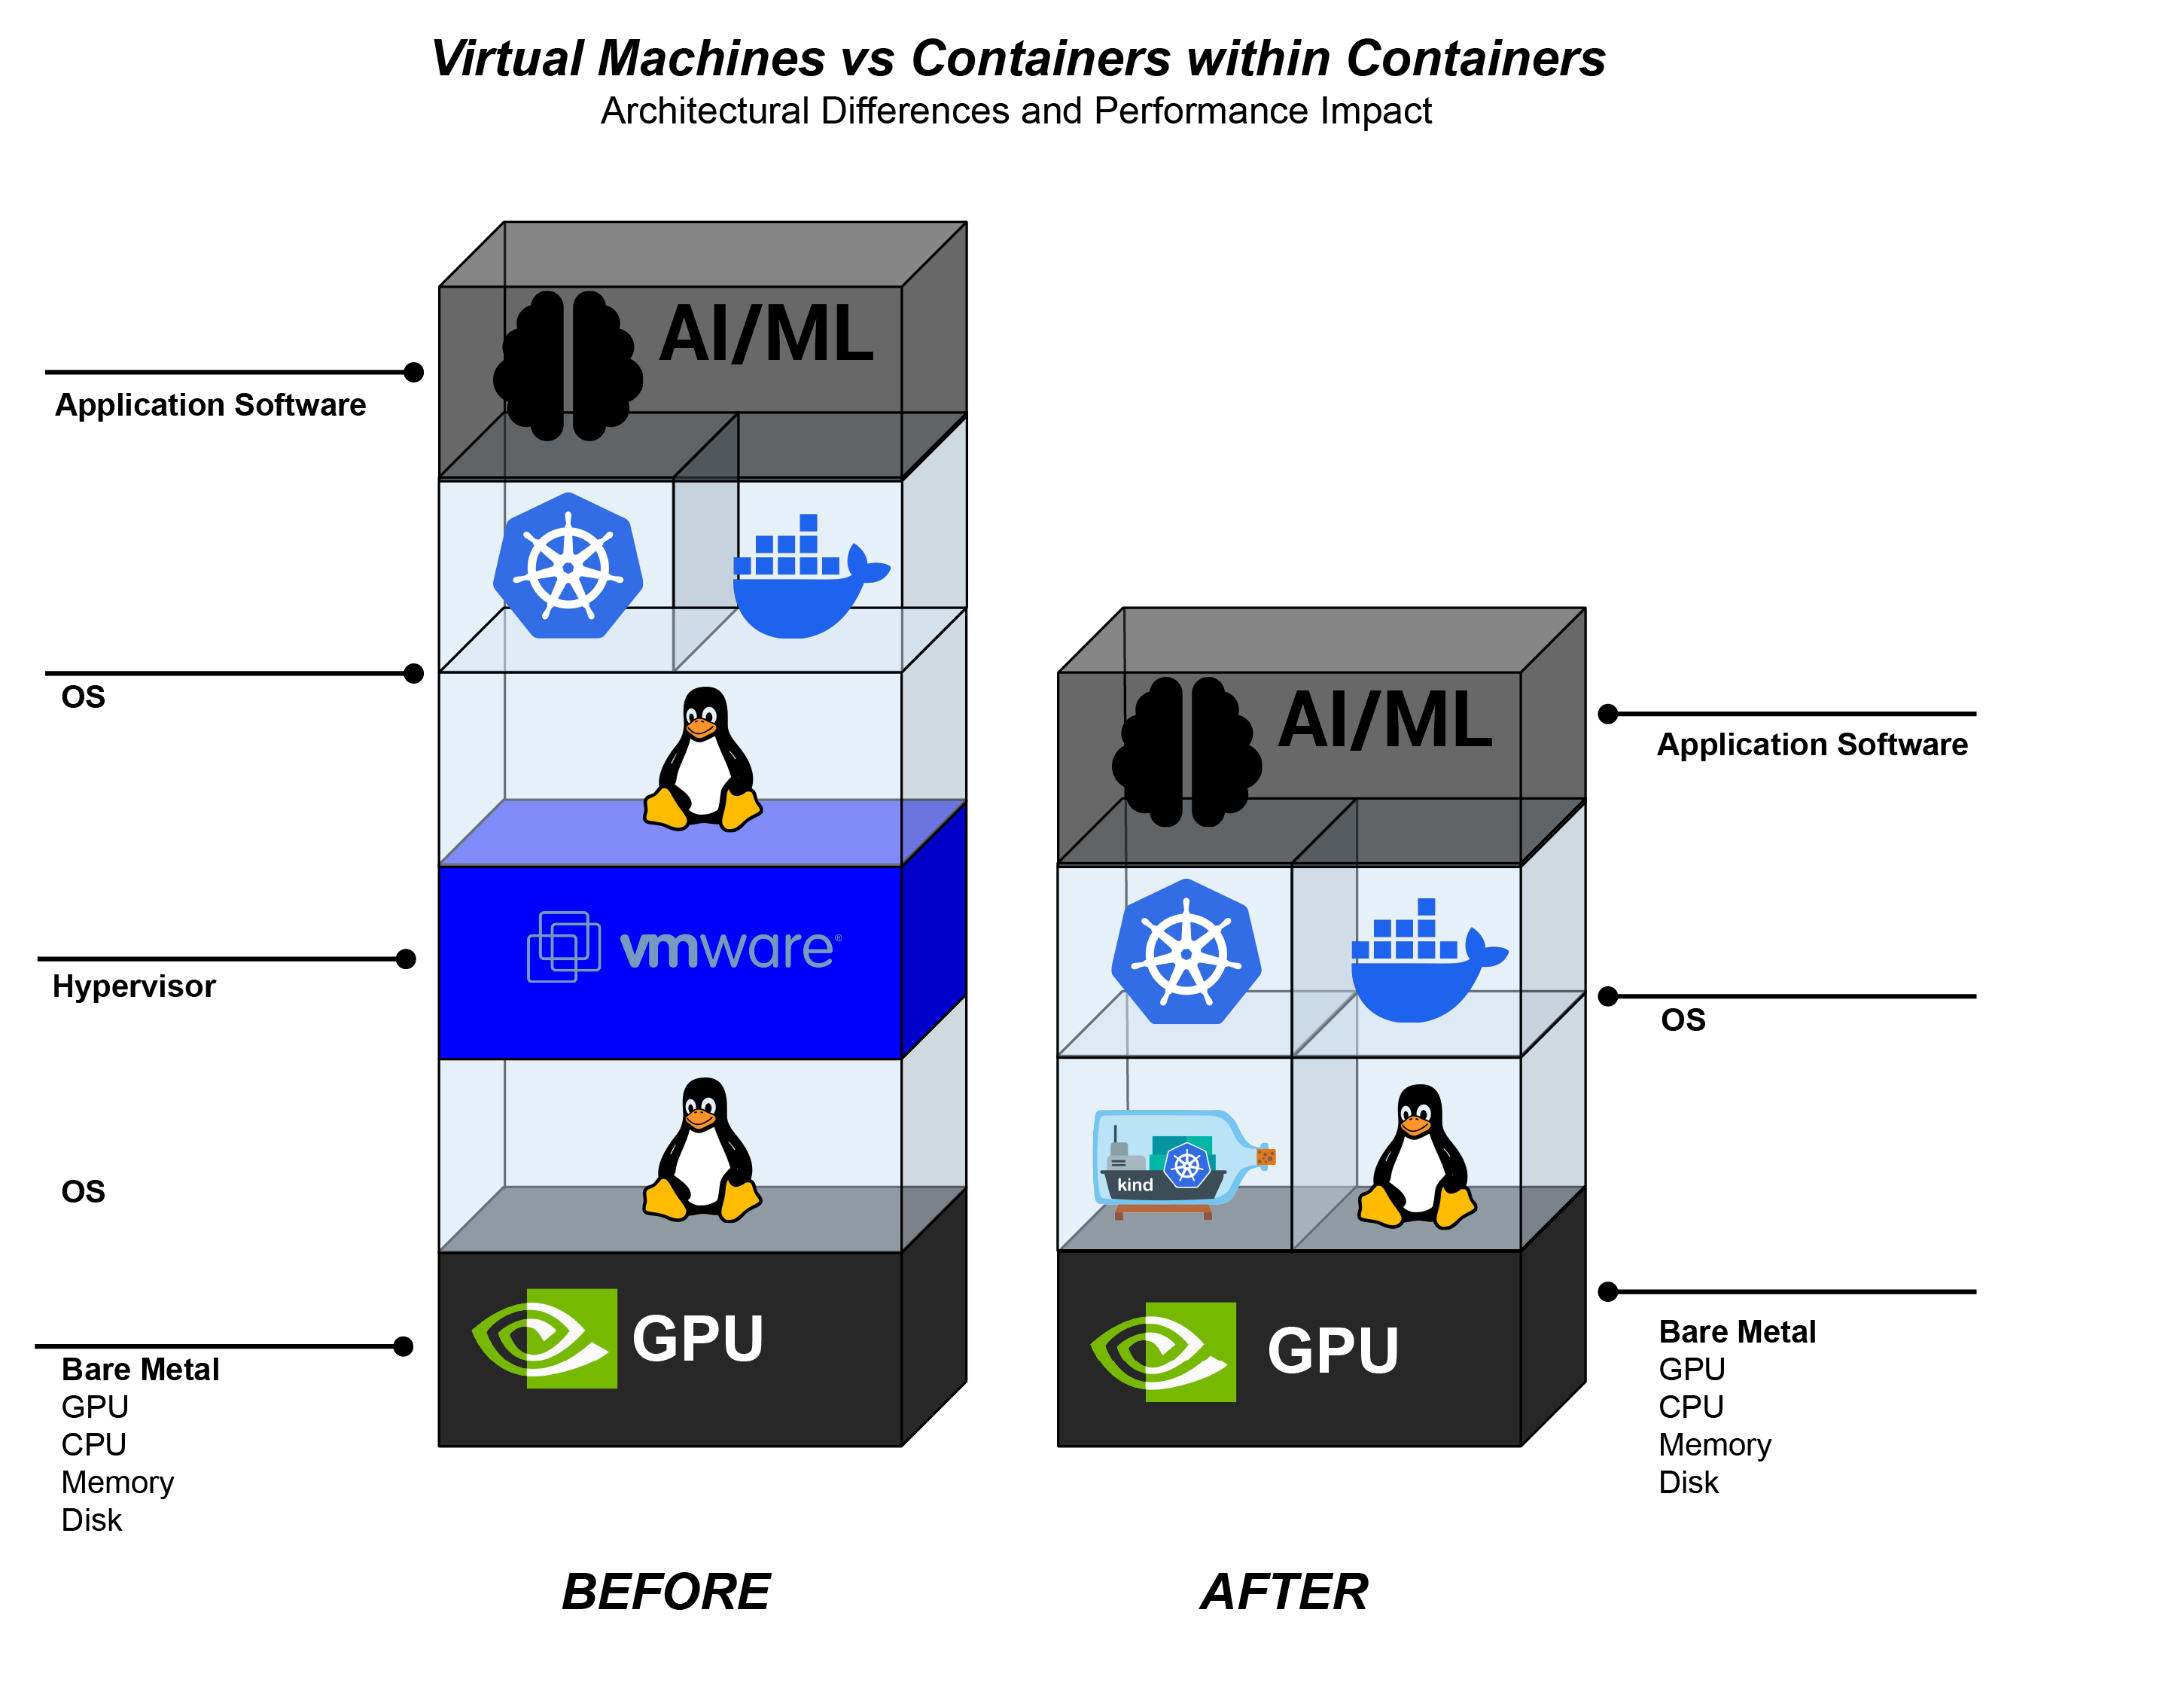 Virtual Machines vs Containers within Containers
Architectural Differences and Performance Impact
AI/ML
Application Software
OS
vmware®
Hypervisor
OS
GPU
Bare Metal
GPU
CPU
Memory
Disk
BEFORE
AI/ML
Application Software
OS
kind
GPU
Bare Metal
GPU
CPU
Memory
Disk
AFTER